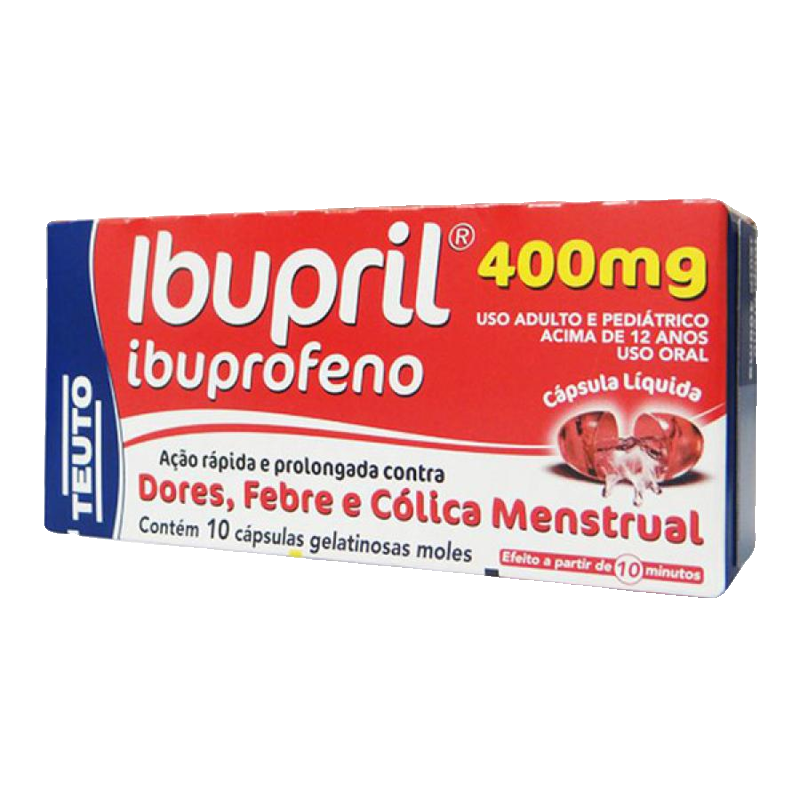 Ibupril® 400mg
ibuprofeno
USO ADULTO E PEDIÁTRICO
ACIMA DE 12 ANOS
USO ORAL
Cápsula Líquida
TEUTO
Ação rápida e prolongada contra
Dores, Febre e Cólica Menstrual
Contém 10 cápsulas gelatinosas moles
Efeito a partir de 10 minutos